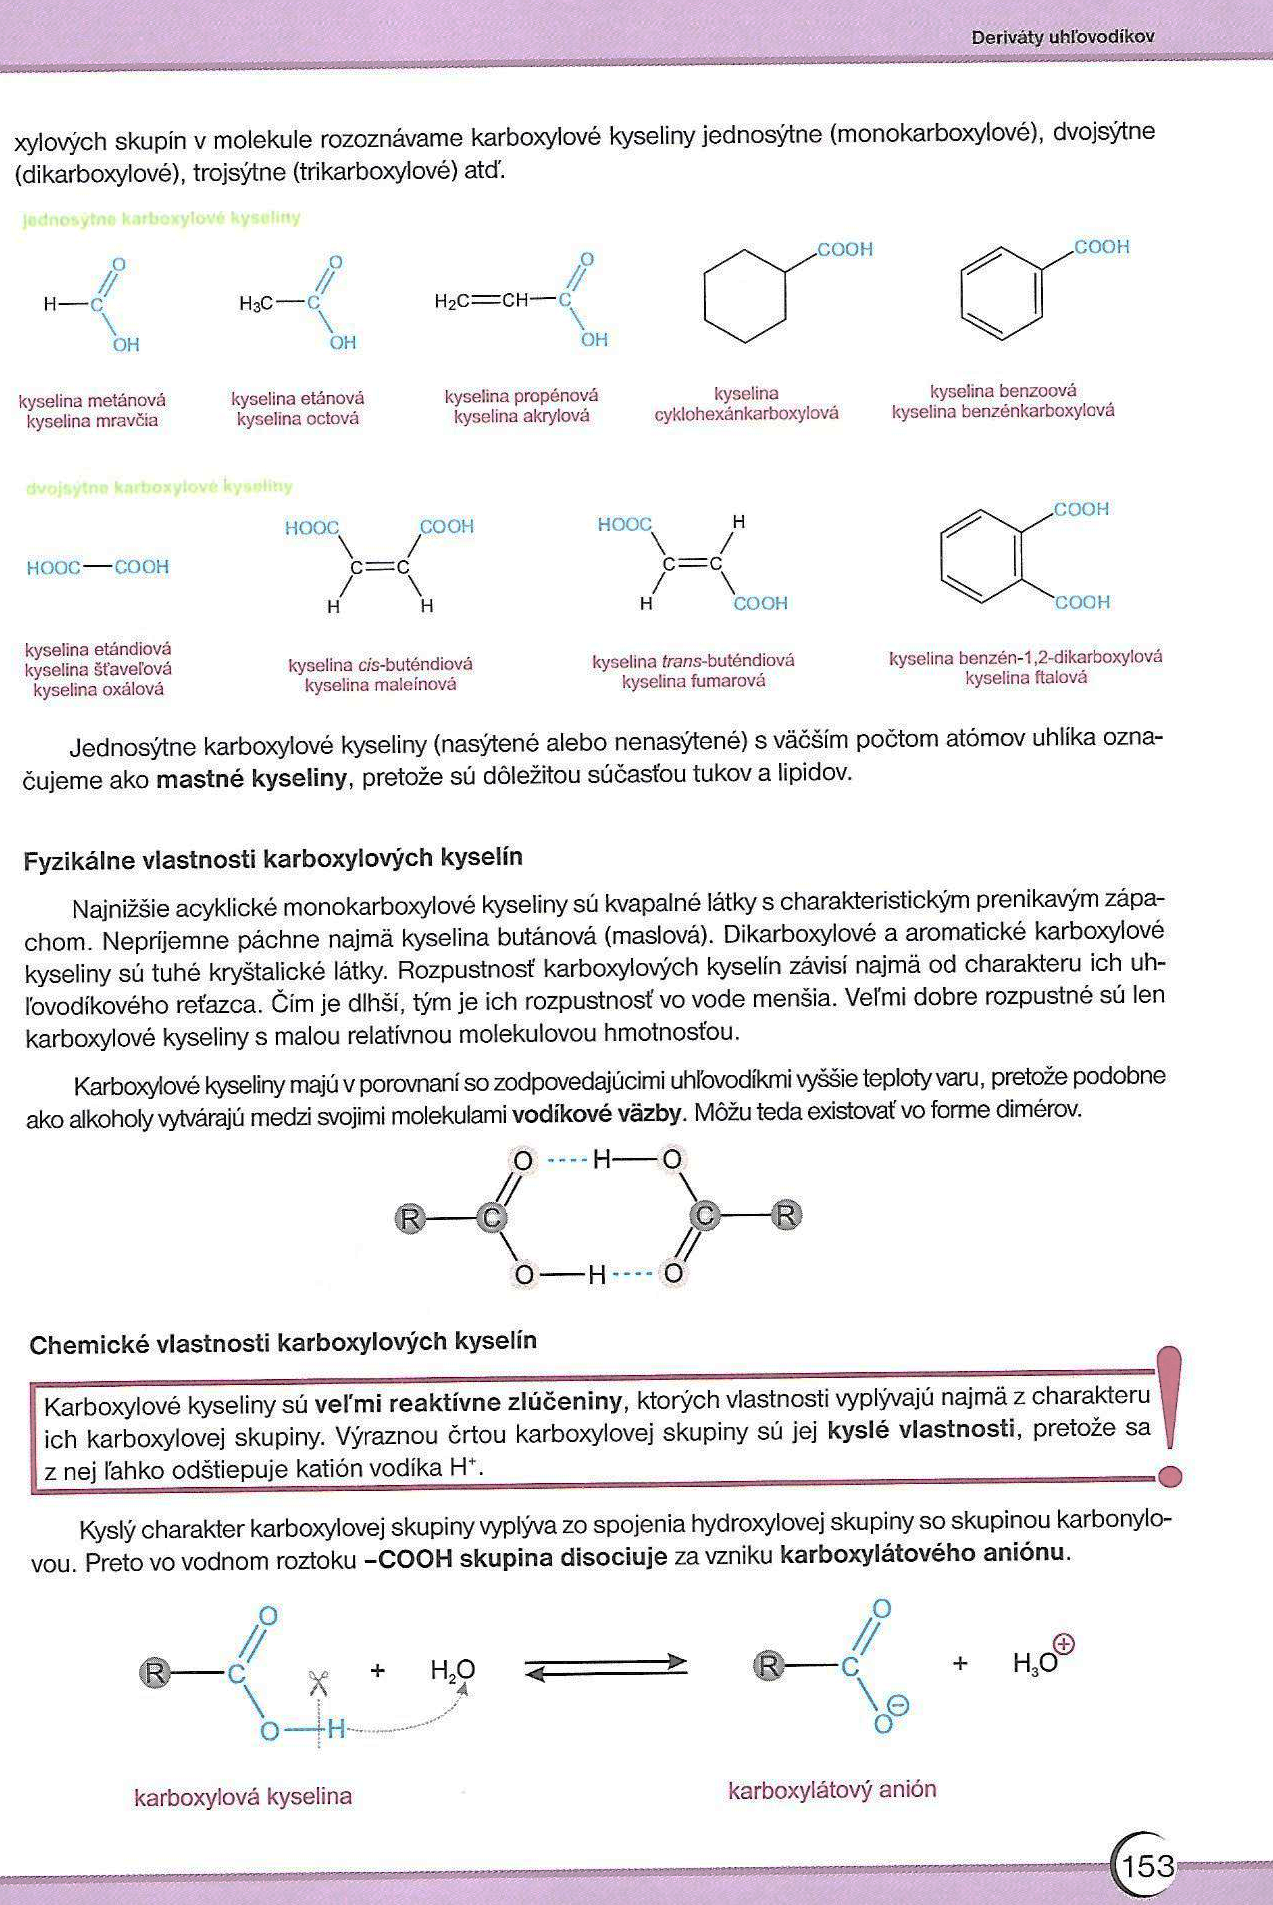 Deriváty uhľovodíkov
xylových skupín v molekule rozoznávame karboxylové kyseliny jednosýtne (monokarboxylové), dvojsýtne
(dikarboxylové), trojsýtne (trikarboxylové) atď.
jednosýtne karboxylové kyseliny
O O O COOH COOH
H C H₃C C H₂C CH C
OH OH OH
kyselina metánová kyselina etánová kyselina propénová kyselina kyselina benzoová
kyselina mravčia kyselina octová kyselina akrylová cyklohexánkarboxylová kyselina benzénkarboxylová
dvojsýtne karboxylové kyseliny
HOOC COOH HOOC H COOH
HOOC COOH C C C C
H H H COOH COOH
kyselina etándiová kyselina cis-buténdiová kyselina trans-buténdiová kyselina benzén-1,2-dikarboxylová
kyselina šťaveľová kyselina maleínová kyselina fumarová kyselina ftalová
kyselina oxálová
Jednosýtne karboxylové kyseliny (nasýtené alebo nenasýtené) s väčším počtom atómov uhlíka ozna-
čujeme ako mastné kyseliny, pretože sú dôležitou súčasťou tukov a lipidov.
Fyzikálne vlastnosti karboxylových kyselín
Najnižšie acyklické monokarboxylové kyseliny sú kvapalné látky s charakteristickým prenikavým zápa-
chom. Nepríjemne páchne najmä kyselina butánová (maslová). Dikarboxylové a aromatické karboxylové
kyseliny sú tuhé kryštalické látky. Rozpustnosť karboxylových kyselín závisí najmä od charakteru ich uh-
ľovodíkového reťazca. Čím je dlhší, tým je ich rozpustnosť vo vode menšia. Veľmi dobre rozpustné sú len
karboxylové kyseliny s malou relatívnou molekulovou hmotnosťou.
Karboxylové kyseliny majú v porovnaní so zodpovedajúcimi uhľovodíkmi vyššie teploty varu, pretože podobne
ako alkoholy vytvárajú medzi svojimi molekulami vodíkové väzby. Môžu teda existovať vo forme dimérov.
O H O
R C C R
O H O
Chemické vlastnosti karboxylových kyselín
Karboxylové kyseliny sú veľmi reaktívne zlúčeniny, ktorých vlastnosti vyplývajú najmä z charakteru
ich karboxylovej skupiny. Výraznou črtou karboxylovej skupiny sú jej kyslé vlastnosti, pretože sa
z nej ľahko odštiepuje katión vodíka H⁺.
Kyslý charakter karboxylovej skupiny vyplýva zo spojenia hydroxylovej skupiny so skupinou karbonylo-
vou. Preto vo vodnom roztoku –COOH skupina disociuje za vzniku karboxylátového aniónu.
O O
R C + H₂O R C + H₃O⊕
O H O⊖
karboxylová kyselina karboxylátový anión
153